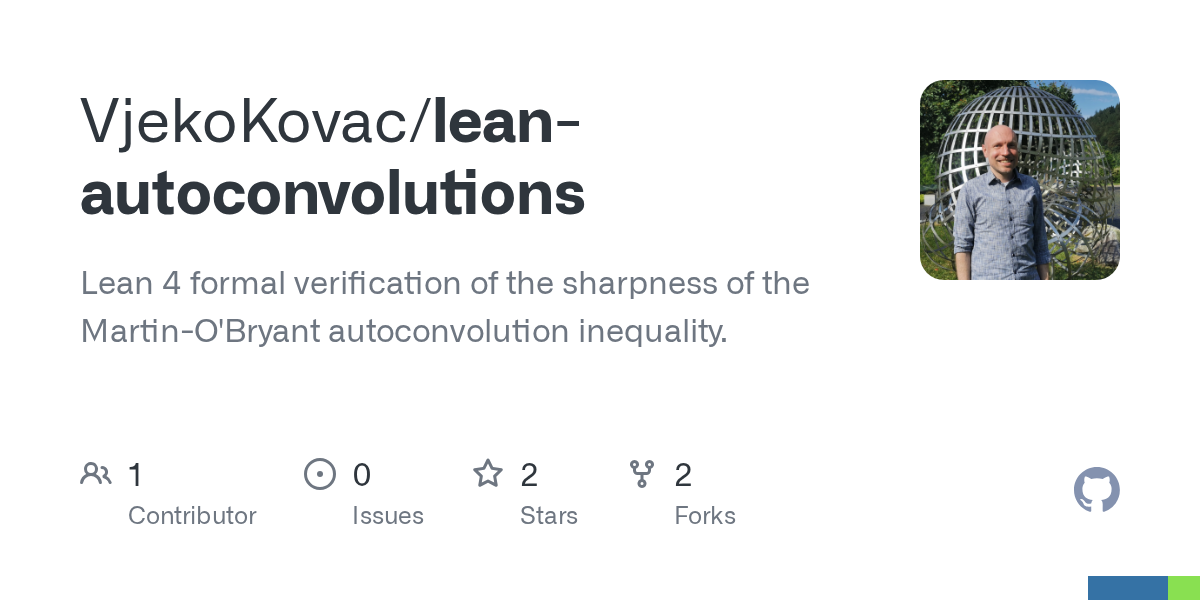 VjekoKovac/lean-
autoconvolutions
Lean 4 formal verification of the sharpness of the
Martin-O'Bryant autoconvolution inequality.
1 0 2 2
Contributor Issues Stars Forks